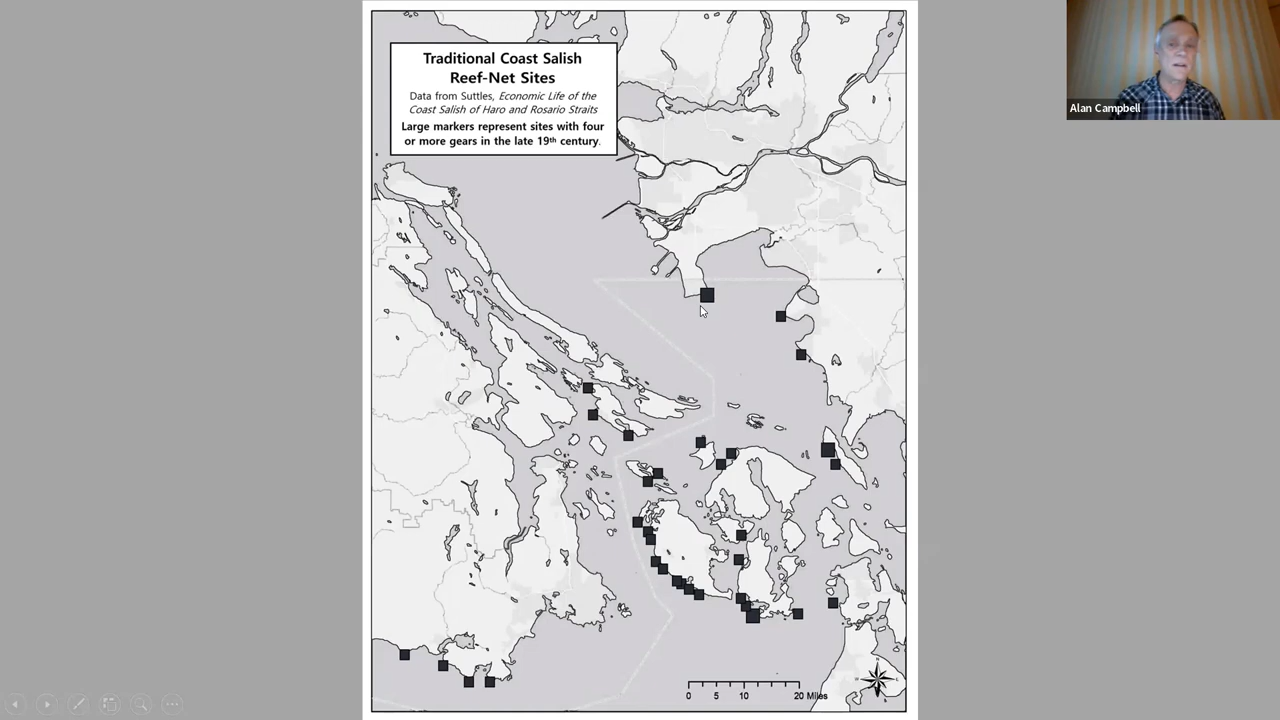 Traditional Coast Salish
Reef-Net Sites
Data from Suttles, Economic Life of the
Coast Salish of Haro and Rosario Straits
Large markers represent sites with four
or more gears in the late 19th century.
Alan Campbell
N
0 5 10 20 Miles